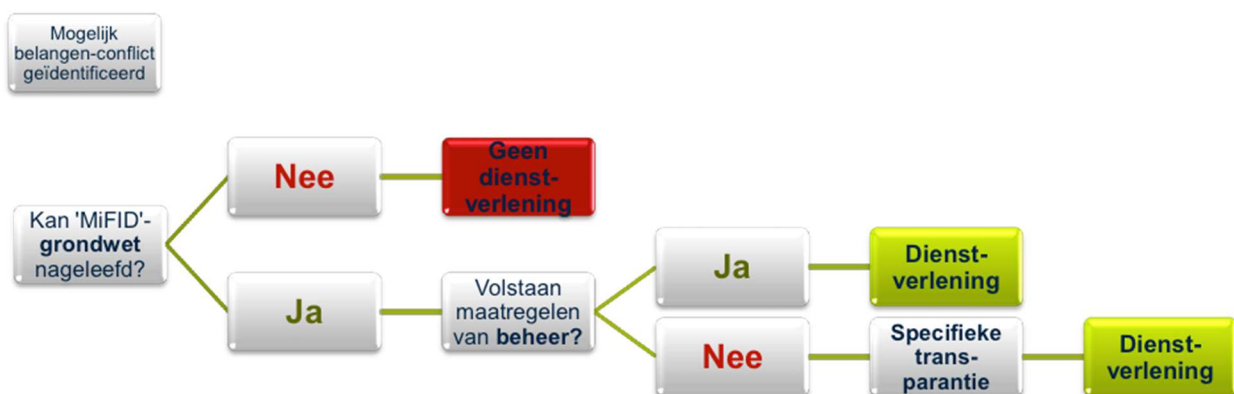 Mogelijk
belangen-conflict
geïdentificeerd
Kan 'MiFID'-
grondwet
nageleefd?
Nee
Geen
dienst-
verlening
Ja
Volstaan
maatregelen
van beheer?
Ja
Dienst-
verlening
Nee
Specifieke
trans-
parantie
Dienst-
verlening